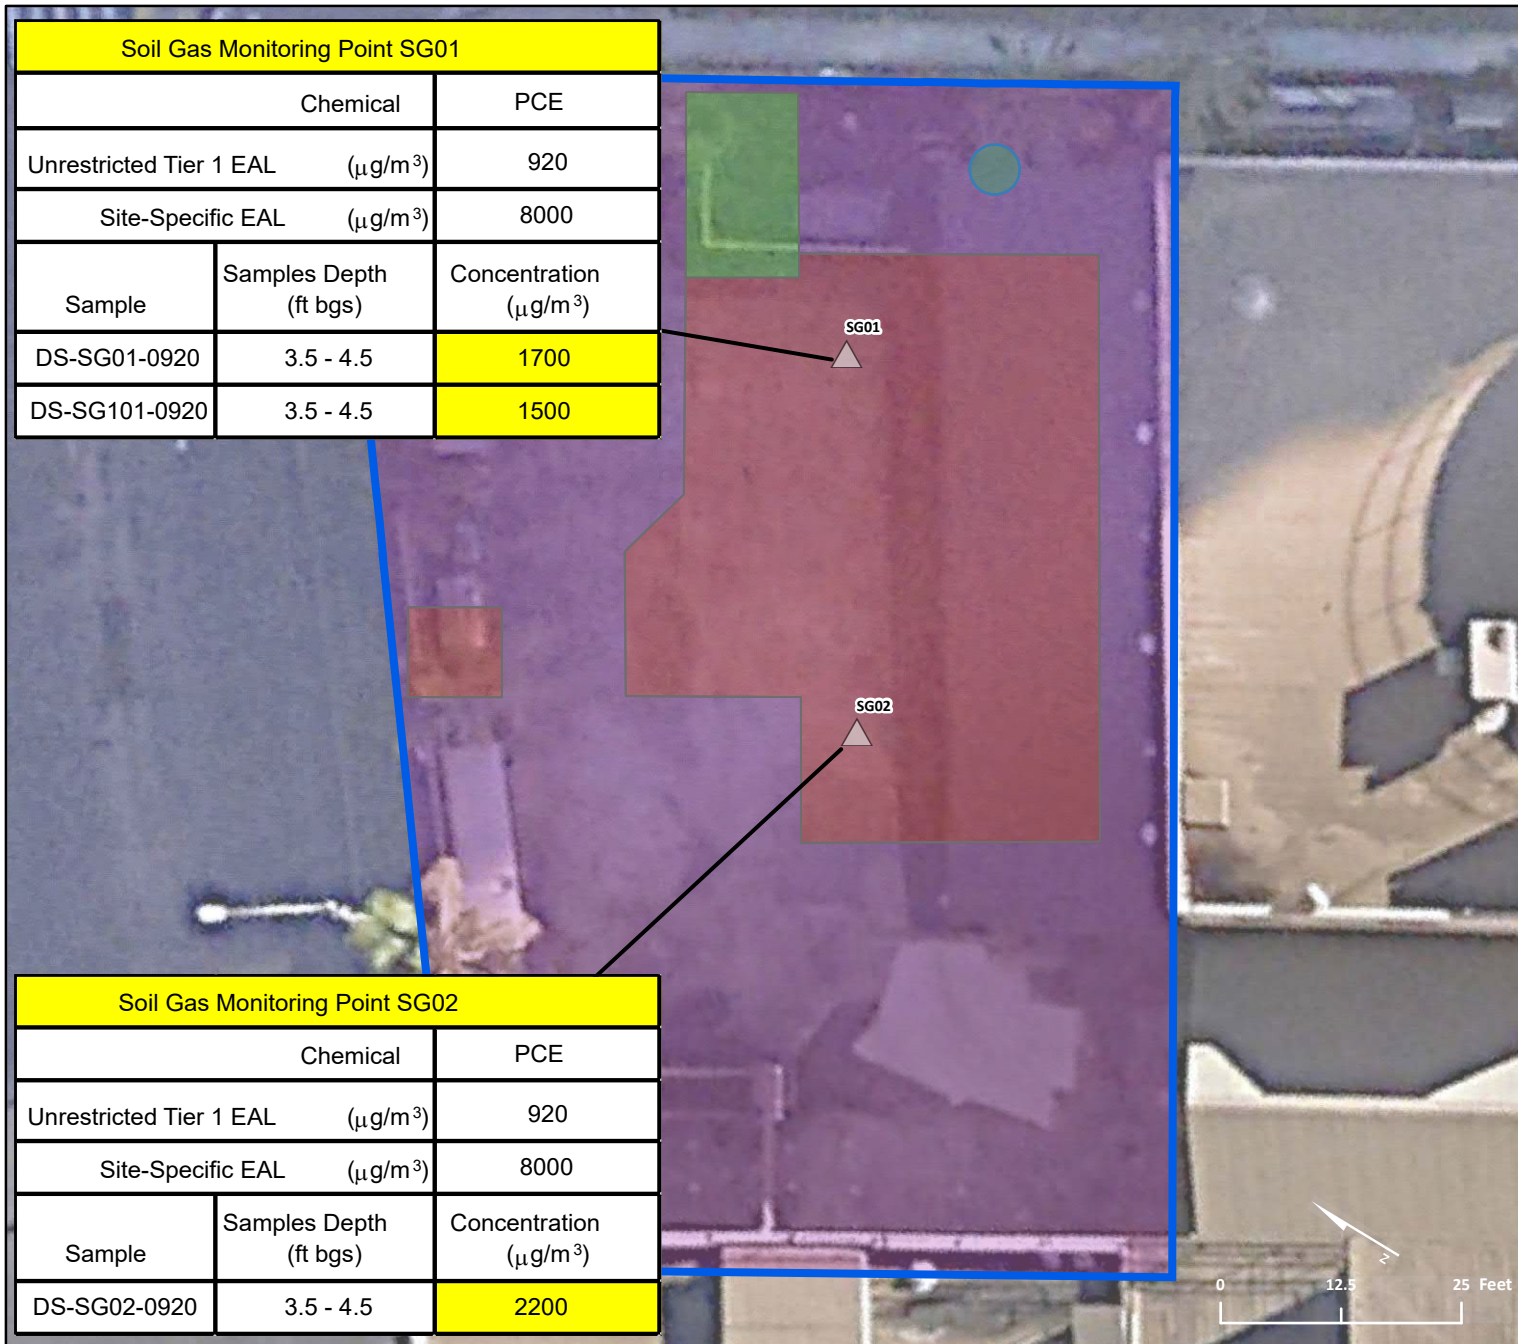 Soil Gas Monitoring Point SG01
Chemical PCE
Unrestricted Tier 1 EAL (μg/m³) 920
Site-Specific EAL (μg/m³) 8000
Sample Samples Depth (ft bgs) Concentration (μg/m³)
DS-SG01-0920 3.5 - 4.5 1700
DS-SG101-0920 3.5 - 4.5 1500
SG01
SG02
Soil Gas Monitoring Point SG02
Chemical PCE
Unrestricted Tier 1 EAL (μg/m³) 920
Site-Specific EAL (μg/m³) 8000
Sample Samples Depth (ft bgs) Concentration (μg/m³)
DS-SG02-0920 3.5 - 4.5 2200
N
0 12.5 25 Feet